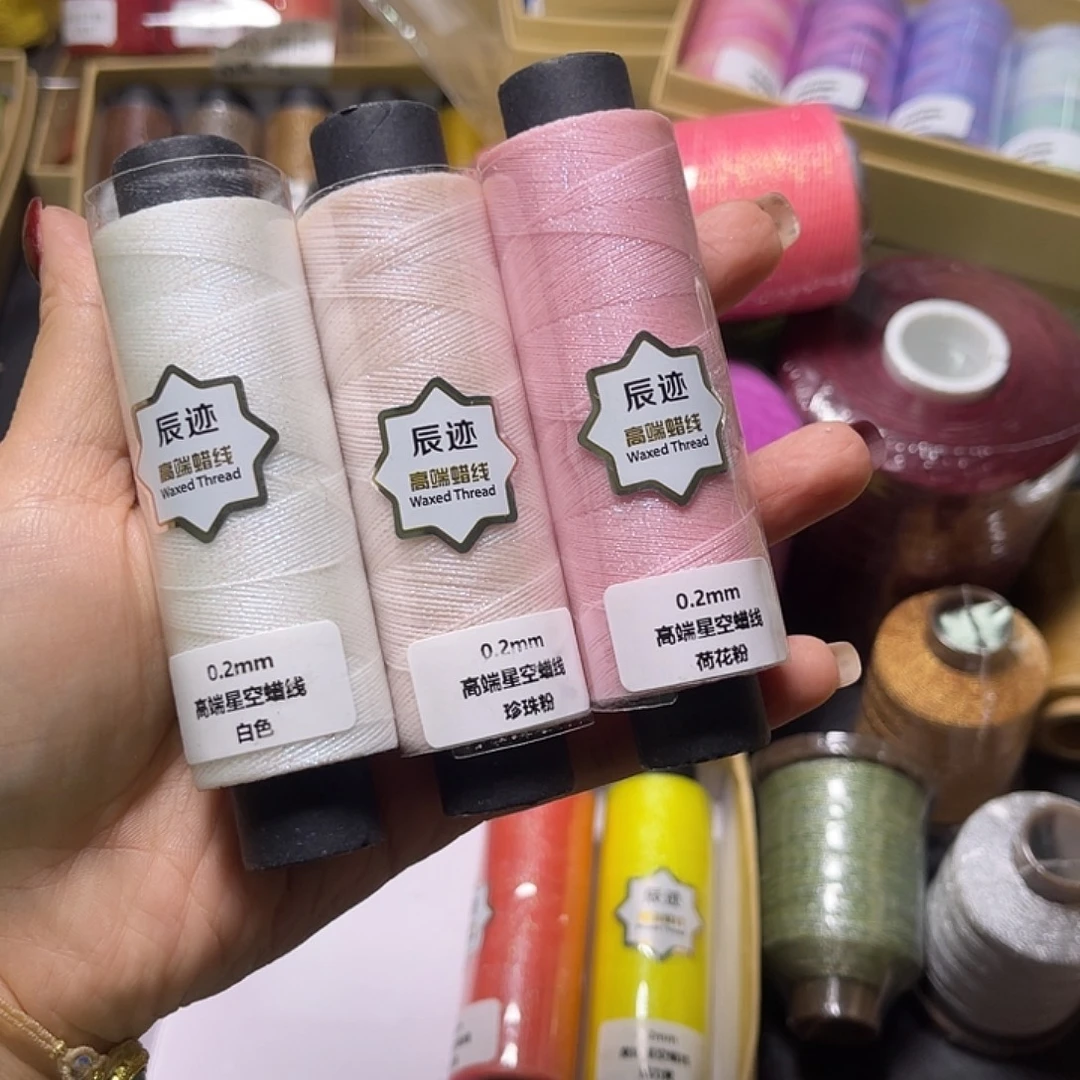 辰迹
高端蜡线
Waxed Thread
0.2mm
高端星空蜡线
白色
辰迹
高端蜡线
Waxed Thread
0.2mm
高端星空蜡线
珍珠粉
辰迹
高端蜡线
Waxed Thread
0.2mm
高端星空蜡线
荷花粉
辰迹